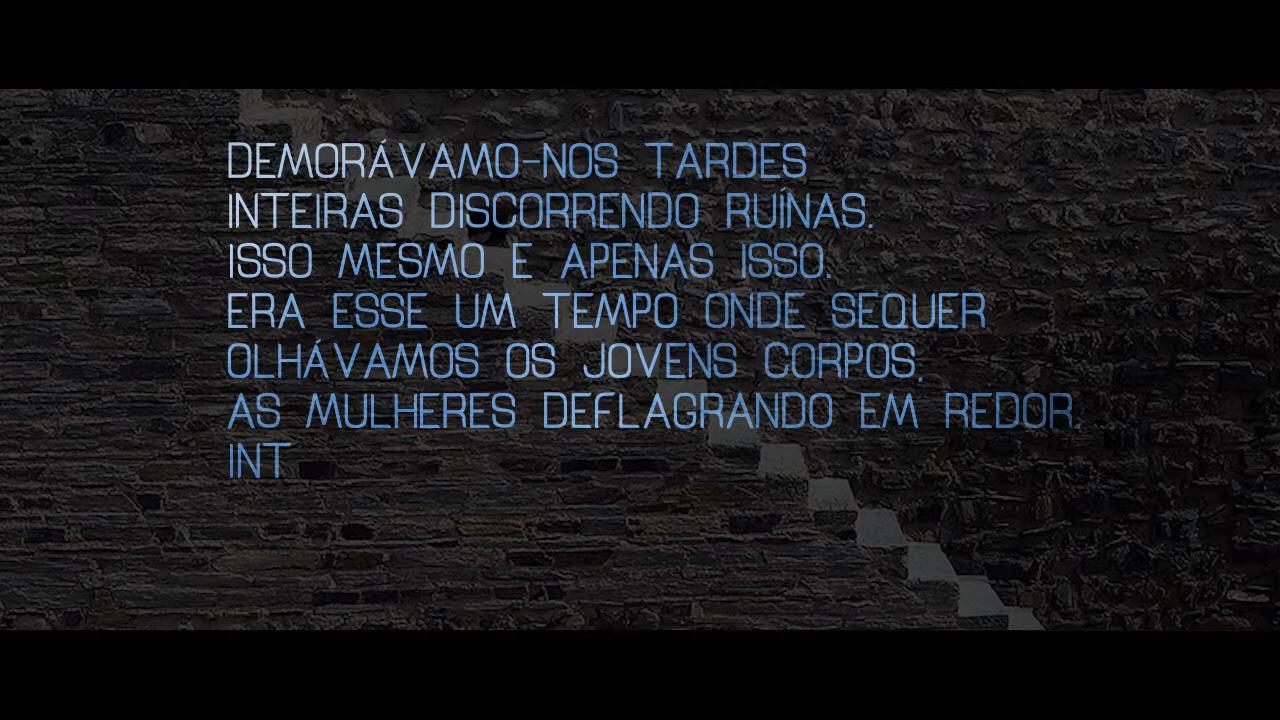 DEMORÁVAMO-NOS TARDES
INTEIRAS DISCORRENDO RUÍNAS.
ISSO MESMO E APENAS ISSO.
ERA ESSE UM TEMPO ONDE SEQUER
OLHÁVAMOS OS JOVENS CORPOS,
AS MULHERES DEFLAGRANDO EM REDOR.
INT